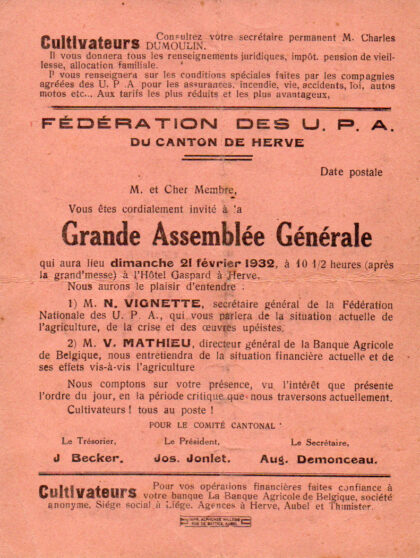 Cultivateurs Consultez votre secrétaire permanent M. Charles
DUMOULIN.
Il vous donnera tous les renseignements juridiques, impôt. pension de vieil-
lesse, allocation familiale.
Il vous renseignera sur les conditions spéciales faites par les compagnies
agréées des U. P. A pour les assurances, incendie, vie, accidents, loi, autos
motos etc... Aux tarifs les plus réduits et les plus avantageux.
FÉDÉRATION DES U. P. A.
DU CANTON DE HERVE
Date postale
M. et Cher Membre,
Vous êtes cordialement invité à 'a
Grande Assemblée Générale
qui aura lieu dimanche 21 février 1932, à 10 1/2 heures (après
la grand'messe) à l'Hôtel Gaspard à Herve.
Nous aurons le plaisir d'entendre :
1) M. N. VIGNETTE, secrétaire général de la Fédération
Nationale des U. P. A., qui vous parlera de la situation actuelle de
l'agriculture, de la crise et des œuvres upéistes.
2) M. V. MATHIEU, directeur général de la Banque Agricole
de Belgique, nous entretiendra de la situation financière actuelle et de
ses effets vis-à-vis l'agriculture
Nous comptons sur votre présence, vu l'intérêt que présente
l'ordre du jour, en la période critique que nous traversons actuellement.
Cultivateurs ! tous au poste !
POUR LE COMITÉ CANTONAL
Le Trésorier, Le Président, Le Secrétaire,
J Becker. Jos. Jonlet. Aug. Demonceau.
Cultivateurs Pour vos opérations financières faites confiance à
votre banque La Banque Agricole de Belgique, société
anonyme. Siége social à Liége. Agences à Herve, Aubel et Thimister.
IMP. ALPHONSE WILLEMS
RUE DE BATTICE, AUBEL